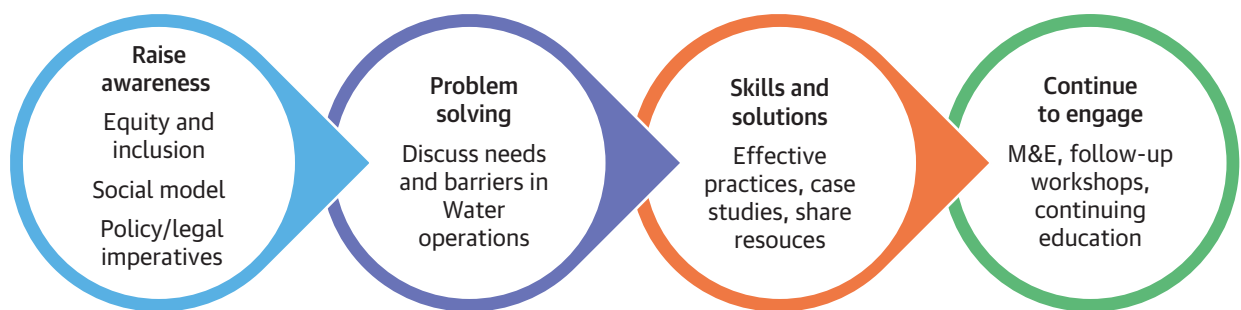 Raise
awareness
Equity and
inclusion
Social model
Policy/legal
imperatives
Problem
solving
Discuss needs
and barriers in
Water
operations
Skills and
solutions
Effective
practices, case
studies, share
resouces
Continue
to engage
M&E, follow-up
workshops,
continuing
education